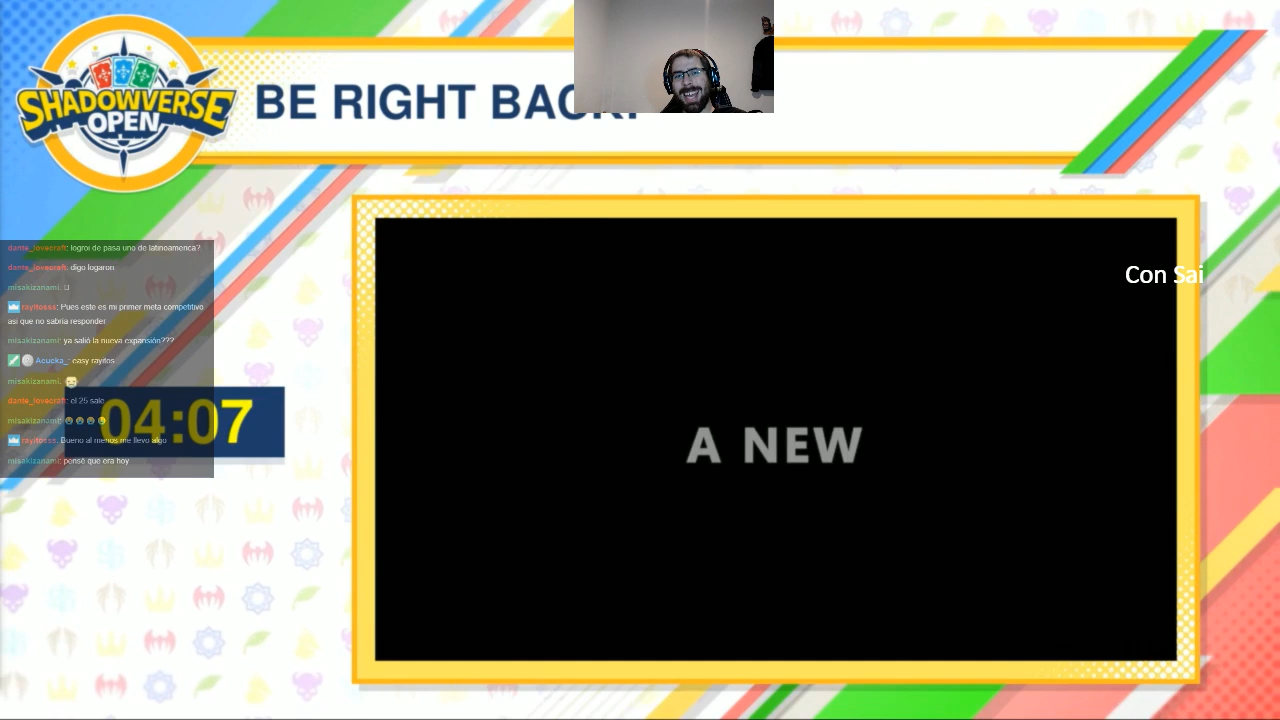 SHADOWVERSE
OPEN
BE RIGHT BACK!
Con Sai
dante_lovecraft: logroi de pasa uno de latinoamerica?
dante_lovecraft: digo logaron
misakizanami:
rayitosss: Pues este es mi primer meta competitivo
asi que no sabria responder
misakizanami: ya salió la nueva expansión???
Acucka_: easy rayitos
misakizanami:
dante_lovecraft: el 25 sale
misakizanami:
rayitosss: Bueno al menos me llevo algo
misakizanami: pensé que era hoy
04:07
A NEW